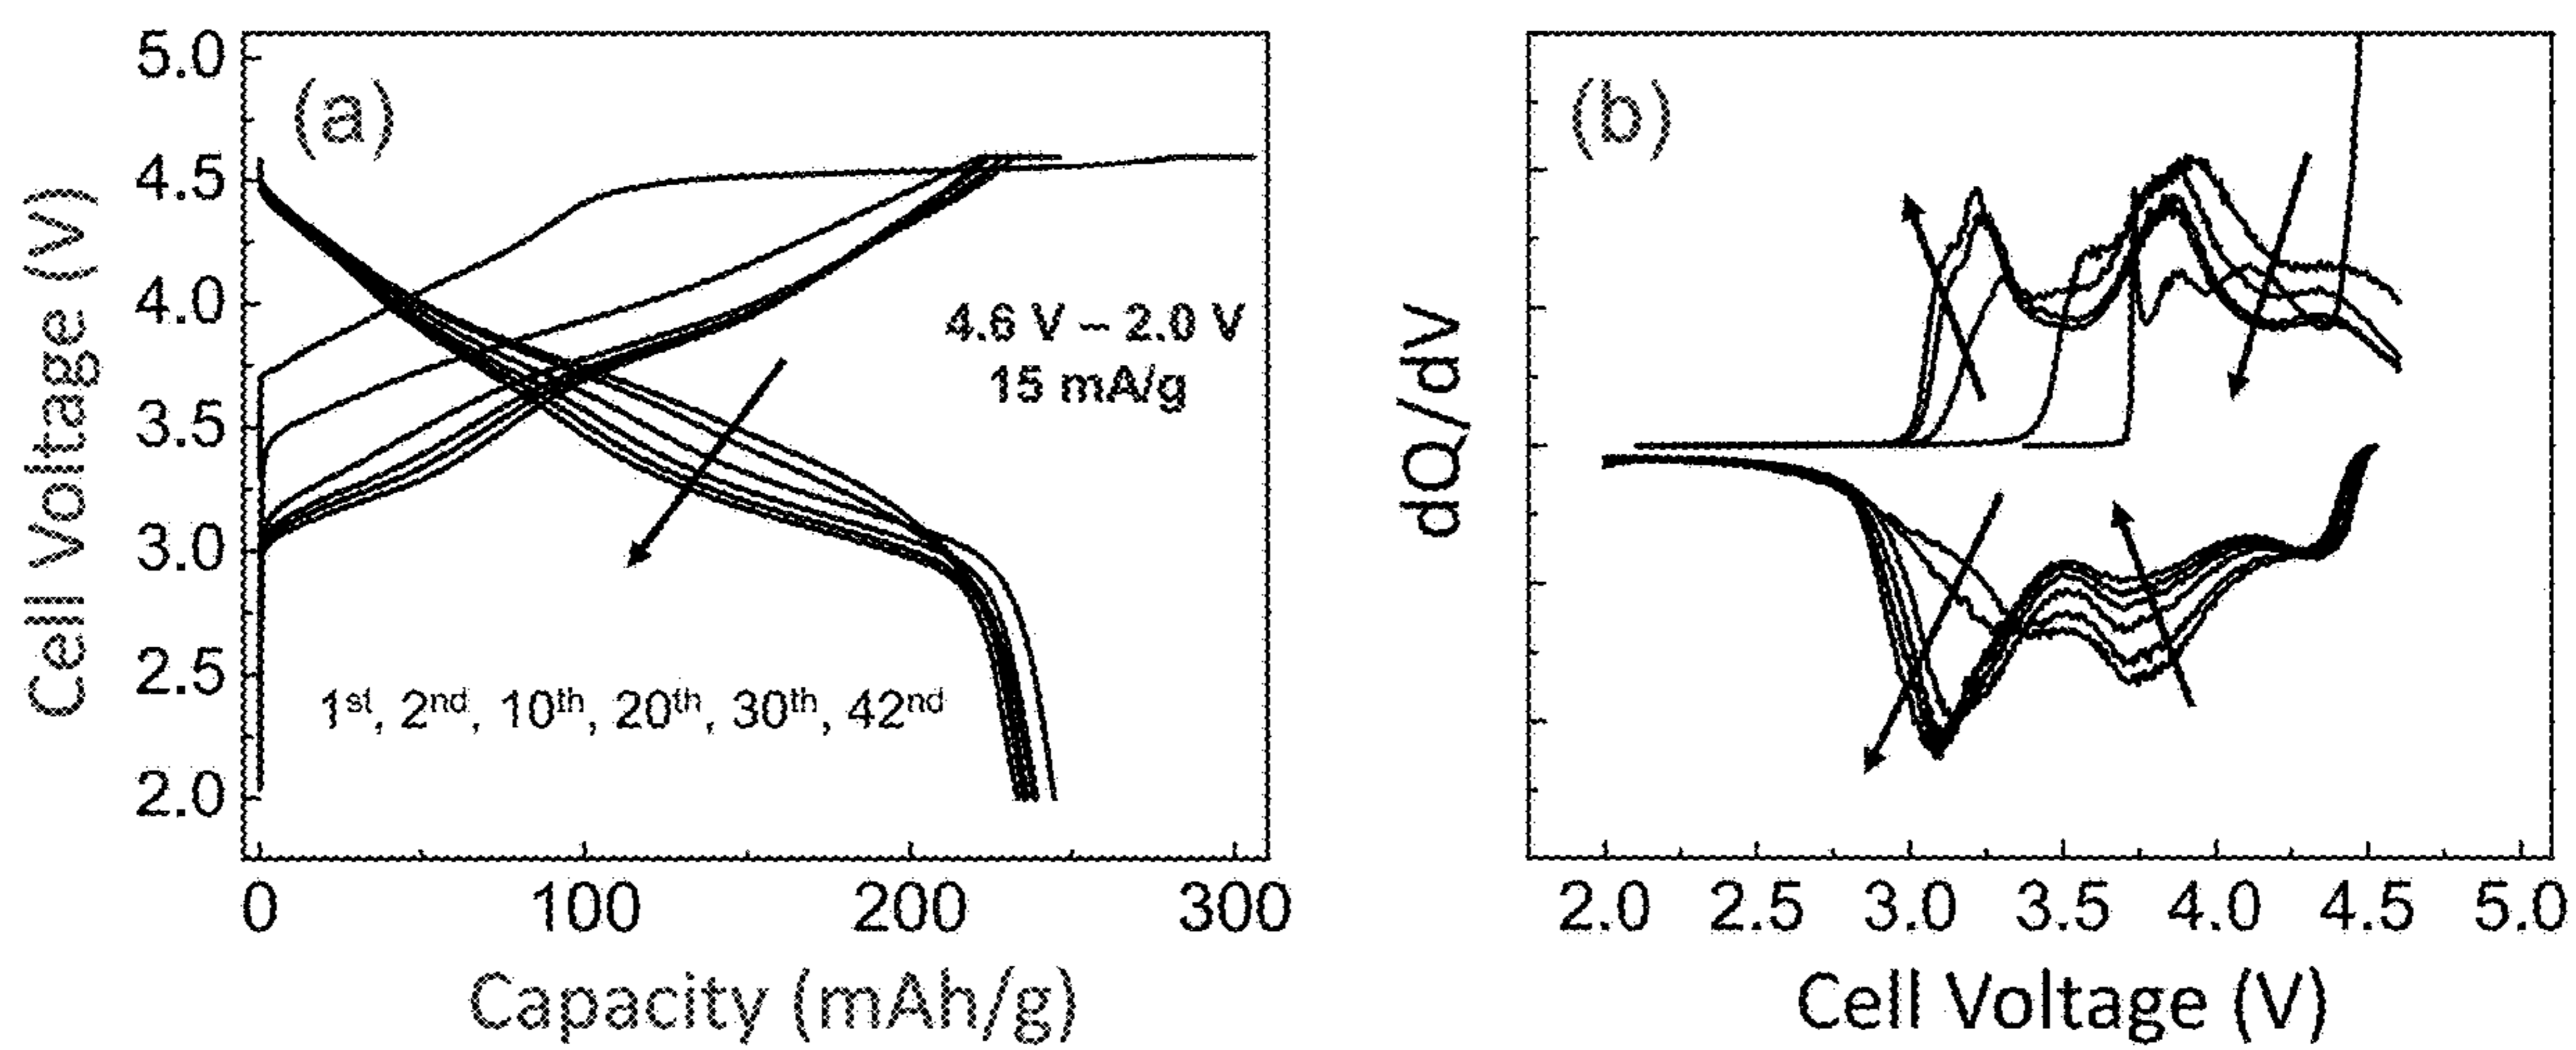 (a)
Cell Voltage (V)
5.0
4.5
4.0
3.5
3.0
2.5
2.0
4.6 V – 2.0 V
15 mA/g
1st, 2nd, 10th, 20th, 30th, 42nd
0 100 200 300
Capacity (mAh/g)
(b)
dQ/dV
2.0 2.5 3.0 3.5 4.0 4.5 5.0
Cell Voltage (V)